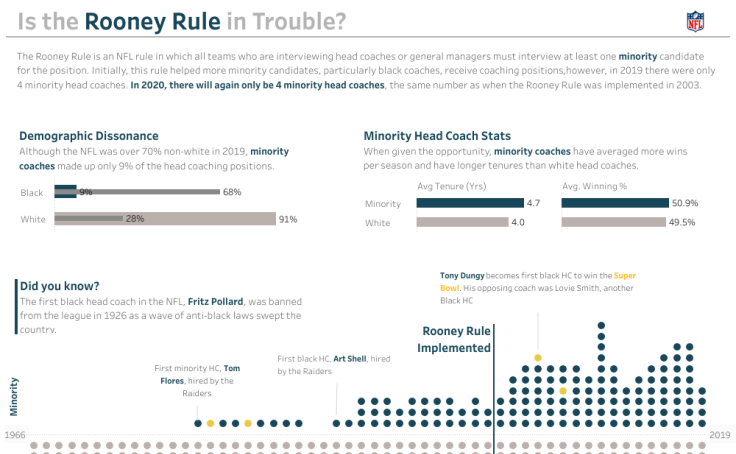 Is the Rooney Rule in Trouble?
NFL
The Rooney Rule is an NFL rule in which all teams who are interviewing head coaches or general managers must interview at least one minority candidate
for the position. Initially, this rule helped more minority candidates, particularly black coaches, receive coaching positions,however, in 2019 there were only
4 minority head coaches. In 2020, there will again only be 4 minority head coaches, the same number as when the Rooney Rule was implemented in 2003.
Demographic Dissonance
Although the NFL was over 70% non-white in 2019, minority
coaches made up only 9% of the head coaching positions.
Black 9% 68%
White 28% 91%
Minority Head Coach Stats
When given the opportunity, minority coaches have averaged more wins
per season and have longer tenures than white head coaches.
Avg Tenure (Yrs) Avg. Winning %
Minority 4.7 50.9%
White 4.0 49.5%
Did you know?
The first black head coach in the NFL, Fritz Pollard, was banned
from the league in 1926 as a wave of anti-black laws swept the
country.
Tony Dungy becomes first black HC to win the Super
Bowl. His opposing coach was Lovie Smith, another
Black HC
Rooney Rule
Implemented
First minority HC, Tom
Flores, hired by the
Raiders
First black HC, Art Shell, hired
by the Raiders
Minority
1966 2019